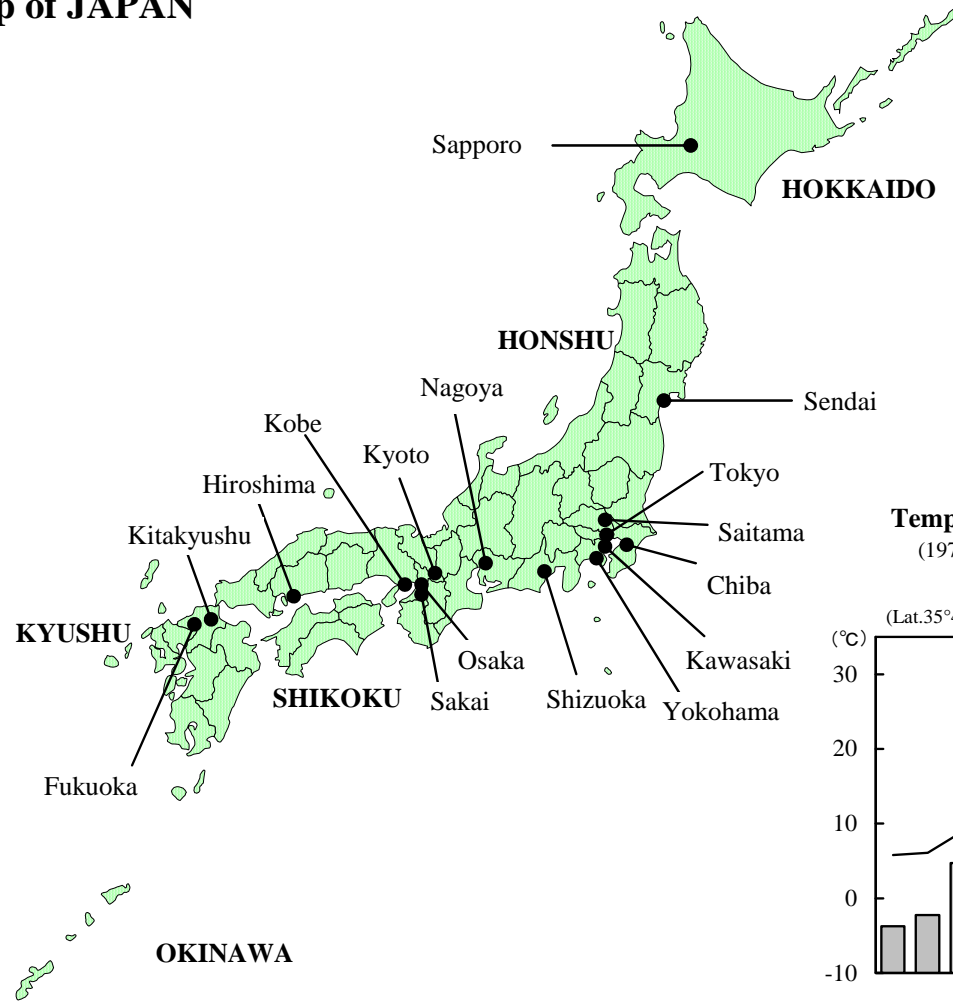 p of JAPAN
Sapporo
HOKKAIDO
HONSHU
Nagoya
Sendai
Kobe
Kyoto
Tokyo
Hiroshima
Saitama
Kitakyushu
Temp
(197
Chiba
(Lat.35°4
KYUSHU
(℃)
Osaka
Kawasaki
30
SHIKOKU
Sakai
Shizuoka
Yokohama
20
Fukuoka
10
0
OKINAWA
-10